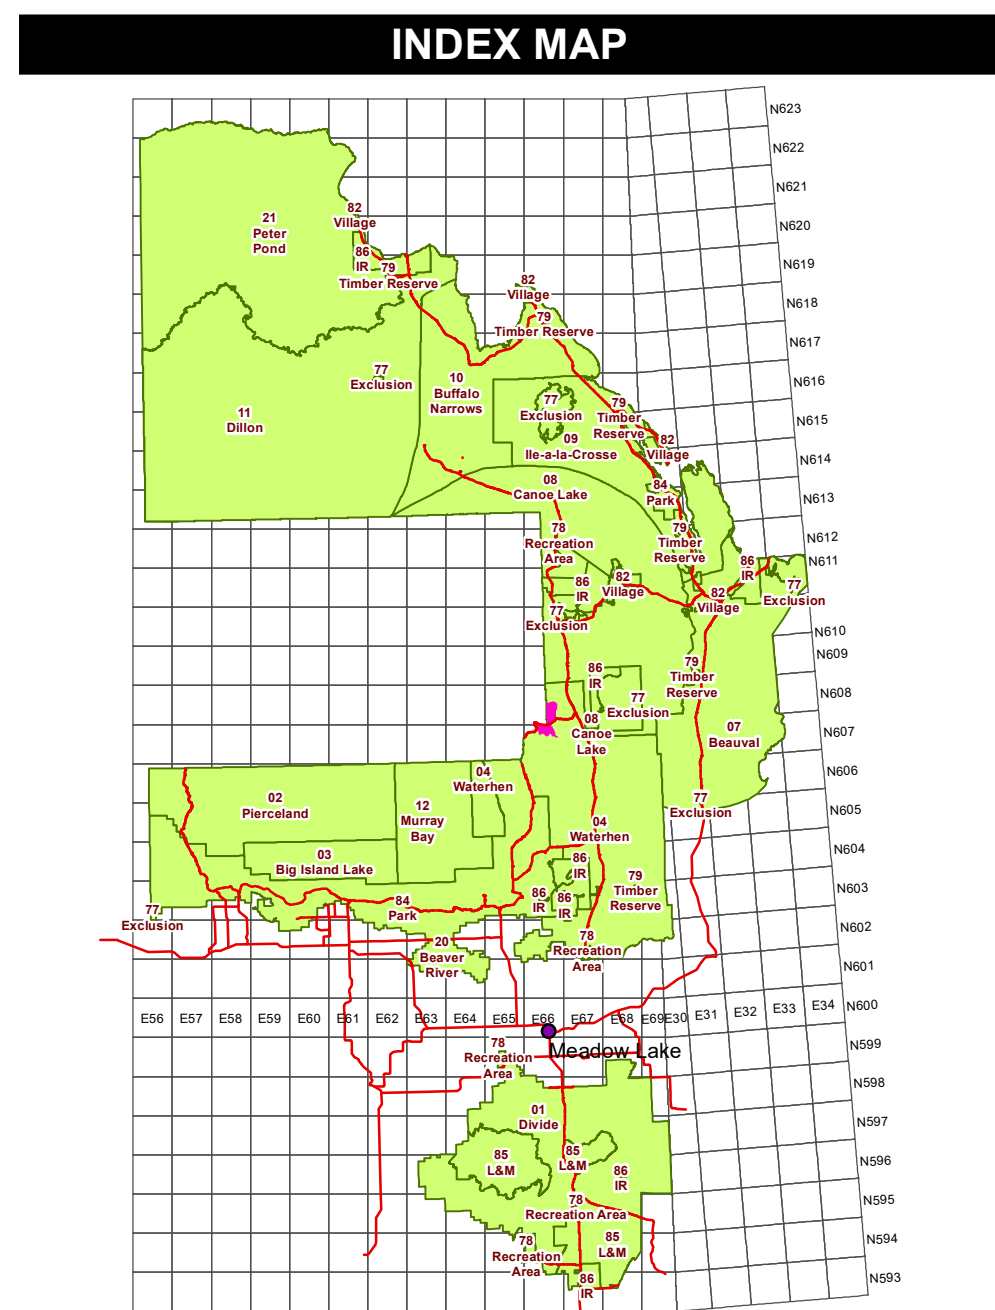 INDEX MAP
N623
N622
N621
N620
N619
N618
N617
N616
N615
N614
N613
N612
N611
N610
N609
N608
N607
N606
N605
N604
N603
N602
N601
N600
N599
N598
N597
N596
N595
N594
N593
82
Village
21
Peter
Pond
86
IR
79
Timber Reserve
82
Village
79
Timber Reserve
77
Exclusion
10
Buffalo
Narrows
77
Exclusion
79
Timber
Reserve
11
Dillon
09
Ile-a-la-Crosse
82
Village
08
Canoe Lake
84
Park
78
Recreation
Area
79
Timber
Reserve
86
IR
82
Village
86
IR
77
Exclusion
82
Village
77
Exclusion
86
IR
79
Timber
Reserve
77
Exclusion
08
Canoe
Lake
07
Beauval
04
Waterhen
02
Pierceland
12
Murray
Bay
77
Exclusion
04
Waterhen
03
Big Island Lake
86
IR
79
Timber
Reserve
86
IR
86
IR
84
Park
77
Exclusion
20
Beaver
River
78
Recreation
Area
E56 E57 E58 E59 E60 E61 E62 E63 E64 E65 E66 E67 E68 E69 E30 E31 E32 E33 E34
Meadow Lake
78
Recreation
Area
01
Divide
85
L&M
85
L&M
86
IR
78
Recreation Area
78
Recreation
Area
85
L&M
86
IR